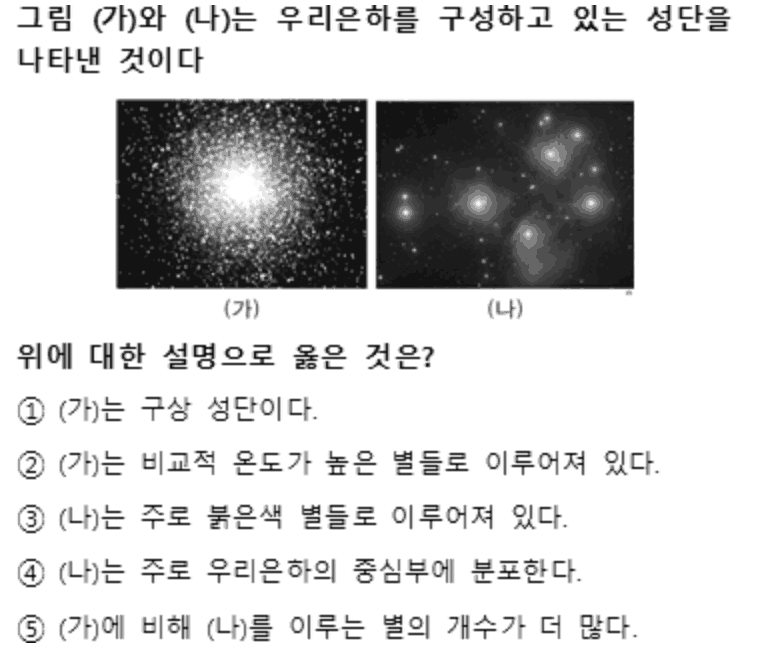 그림 (가)와 (나)는 우리은하를 구성하고 있는 성단을
나타낸 것이다
(가)
(나)
위에 대한 설명으로 옳은 것은?
① (가)는 구상 성단이다.
② (가)는 비교적 온도가 높은 별들로 이루어져 있다.
③ (나)는 주로 붉은색 별들로 이루어져 있다.
④ (나)는 주로 우리은하의 중심부에 분포한다.
⑤ (가)에 비해 (나)를 이루는 별의 개수가 더 많다.